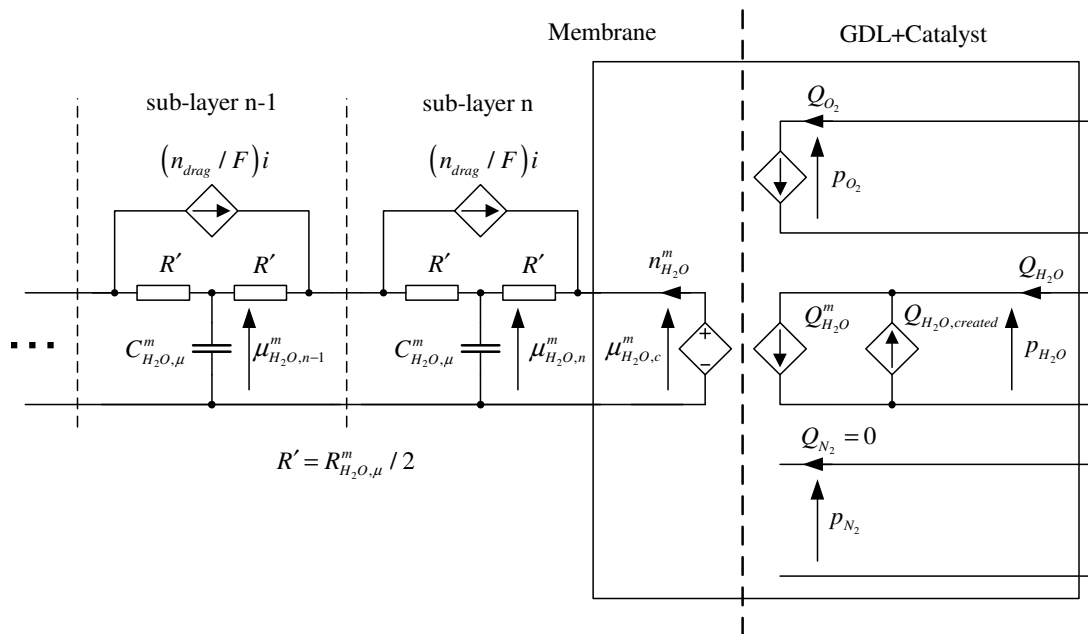 Membrane
GDL+Catalyst
sub-layer n-1
sub-layer n
(n_{drag} / F) i
(n_{drag} / F) i
Q_{O_2}
p_{O_2}
R′
R′
R′
R′
n^m_{H_2O}
Q_{H_2O}
C^m_{H_2O,μ}
μ^m_{H_2O,n-1}
C^m_{H_2O,μ}
μ^m_{H_2O,n}
μ^m_{H_2O,c}
+
−
Q^m_{H_2O}
Q_{H_2O,created}
p_{H_2O}
R′ = R^m_{H_2O,μ} / 2
Q_{N_2} = 0
p_{N_2}